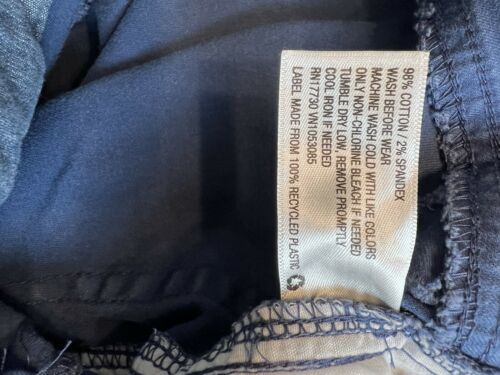 98% COTTON / 2% SPANDEX
WASH BEFORE WEAR
MACHINE WASH COLD WITH LIKE COLORS
ONLY NON-CHLORINE BLEACH IF NEEDED
TUMBLE DRY LOW, REMOVE PROMPTLY
COOL IRON IF NEEDED
RN17730 VN1053085
LABEL MADE FROM 100% RECYCLED PLASTIC